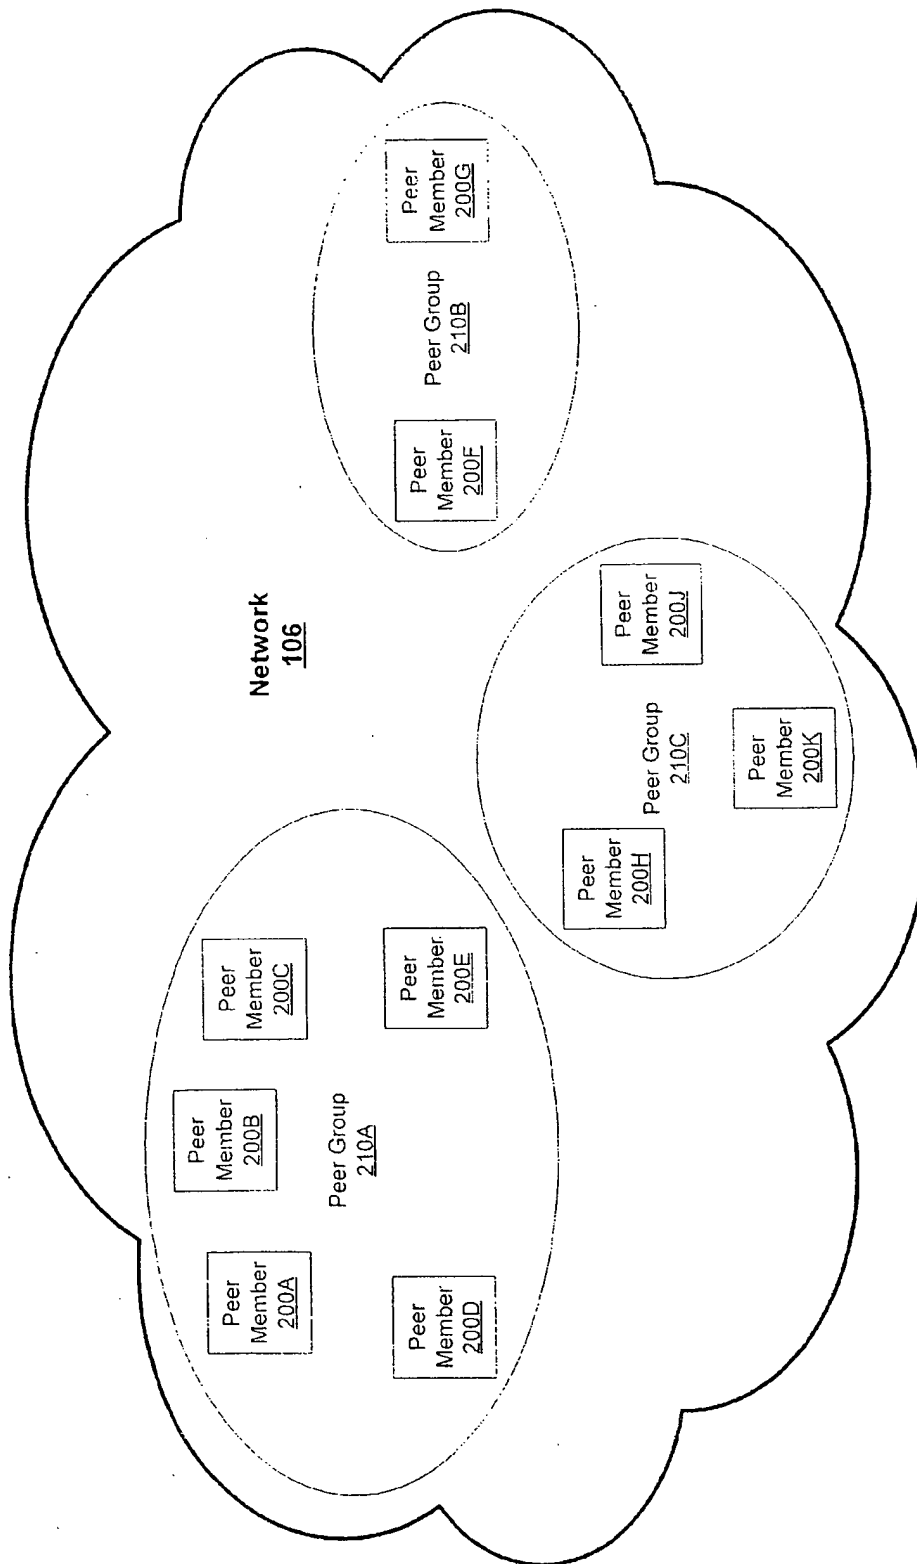 Network
106
Peer
Member
200A
Peer
Member
200B
Peer
Member
200C
Peer Group
210A
Peer
Member
200D
Peer
Member
200E
Peer
Member
200F
Peer Group
210B
Peer
Member
200G
Peer
Member
200H
Peer Group
210C
Peer
Member
200J
Peer
Member
200K